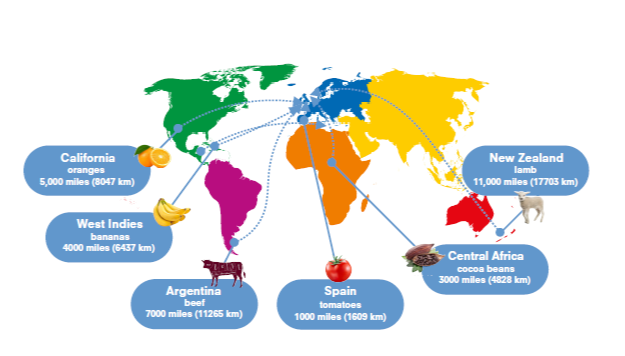 California
oranges
5,000 miles (8047 km)
West Indies
bananas
4000 miles (6437 km)
Argentina
beef
7000 miles (11265 km)
Spain
tomatoes
1000 miles (1609 km)
Central Africa
cocoa beans
3000 miles (4828 km)
New Zealand
lamb
11,000 miles (17703 km)